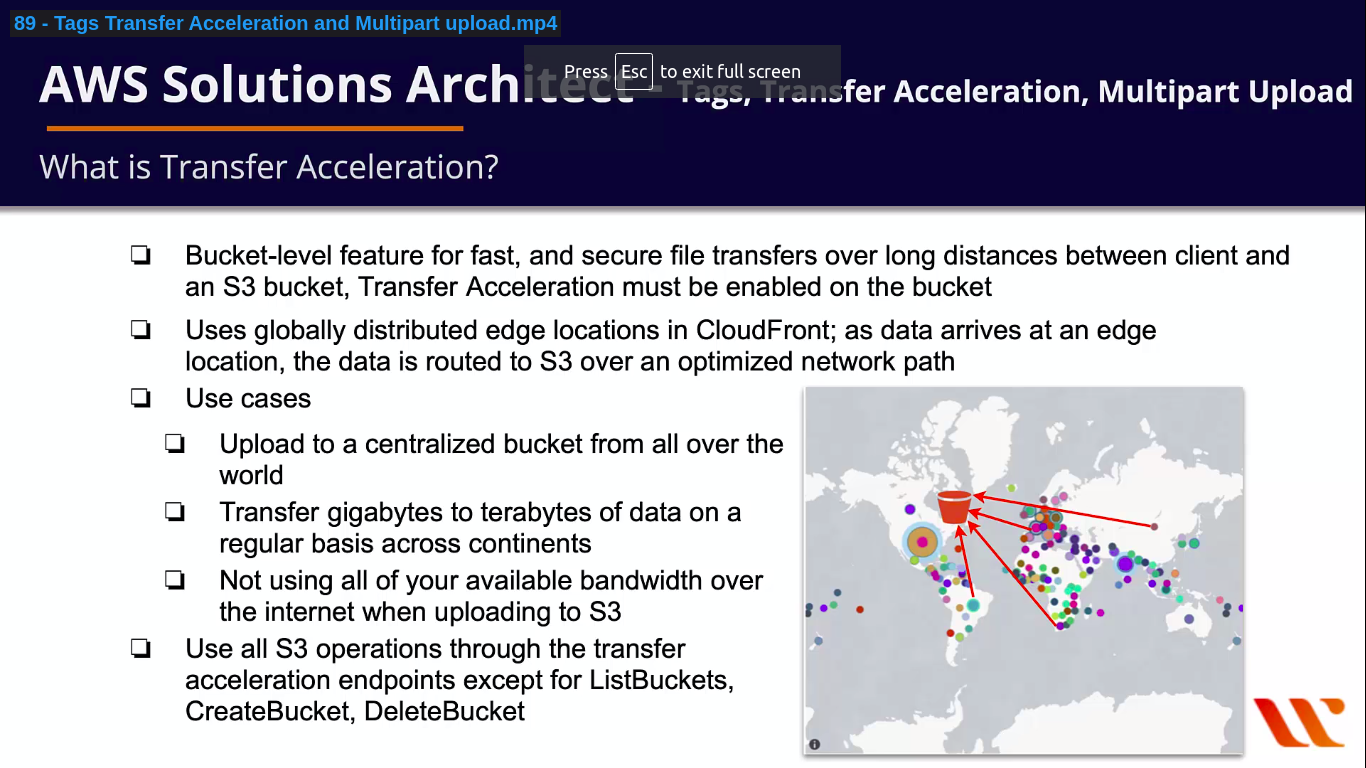 89 - Tags Transfer Acceleration and Multipart upload.mp4
Press Esc to exit full screen
AWS Solutions Architect - Tags, Transfer Acceleration, Multipart Upload
What is Transfer Acceleration?
❏ Bucket-level feature for fast, and secure file transfers over long distances between client and
an S3 bucket, Transfer Acceleration must be enabled on the bucket
❏ Uses globally distributed edge locations in CloudFront; as data arrives at an edge
location, the data is routed to S3 over an optimized network path
❏ Use cases
❏ Upload to a centralized bucket from all over the
world
❏ Transfer gigabytes to terabytes of data on a
regular basis across continents
❏ Not using all of your available bandwidth over
the internet when uploading to S3
❏ Use all S3 operations through the transfer
acceleration endpoints except for ListBuckets,
CreateBucket, DeleteBucket